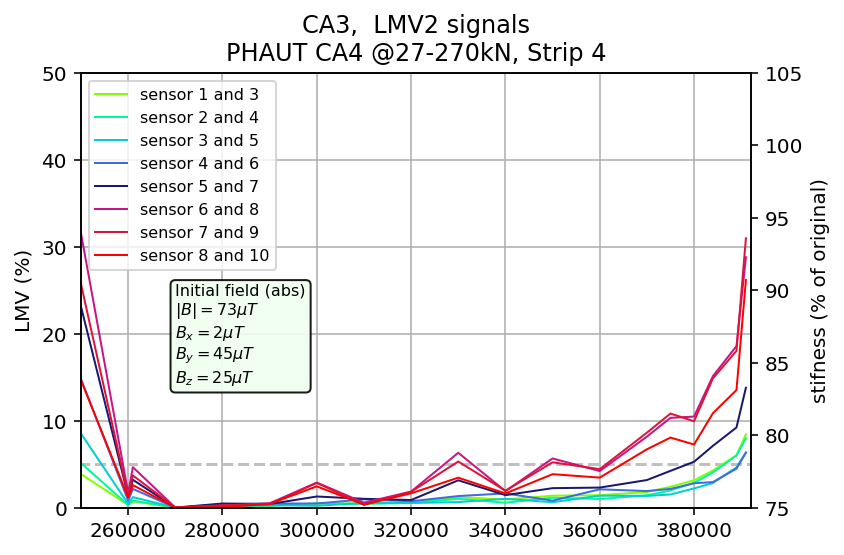 CA3,  LMV2 signals
PHAUT CA4 @27-270kN, Strip 4
50
40
30
20
10
0
LMV (%)
sensor 1 and 3
sensor 2 and 4
sensor 3 and 5
sensor 4 and 6
sensor 5 and 7
sensor 6 and 8
sensor 7 and 9
sensor 8 and 10
Initial field (abs)
|B| = 73μT
Bₓ = 2μT
B_y = 45μT
B_z = 25μT
105
100
95
90
85
80
75
stifness (% of original)
260000 280000 300000 320000 340000 360000 380000